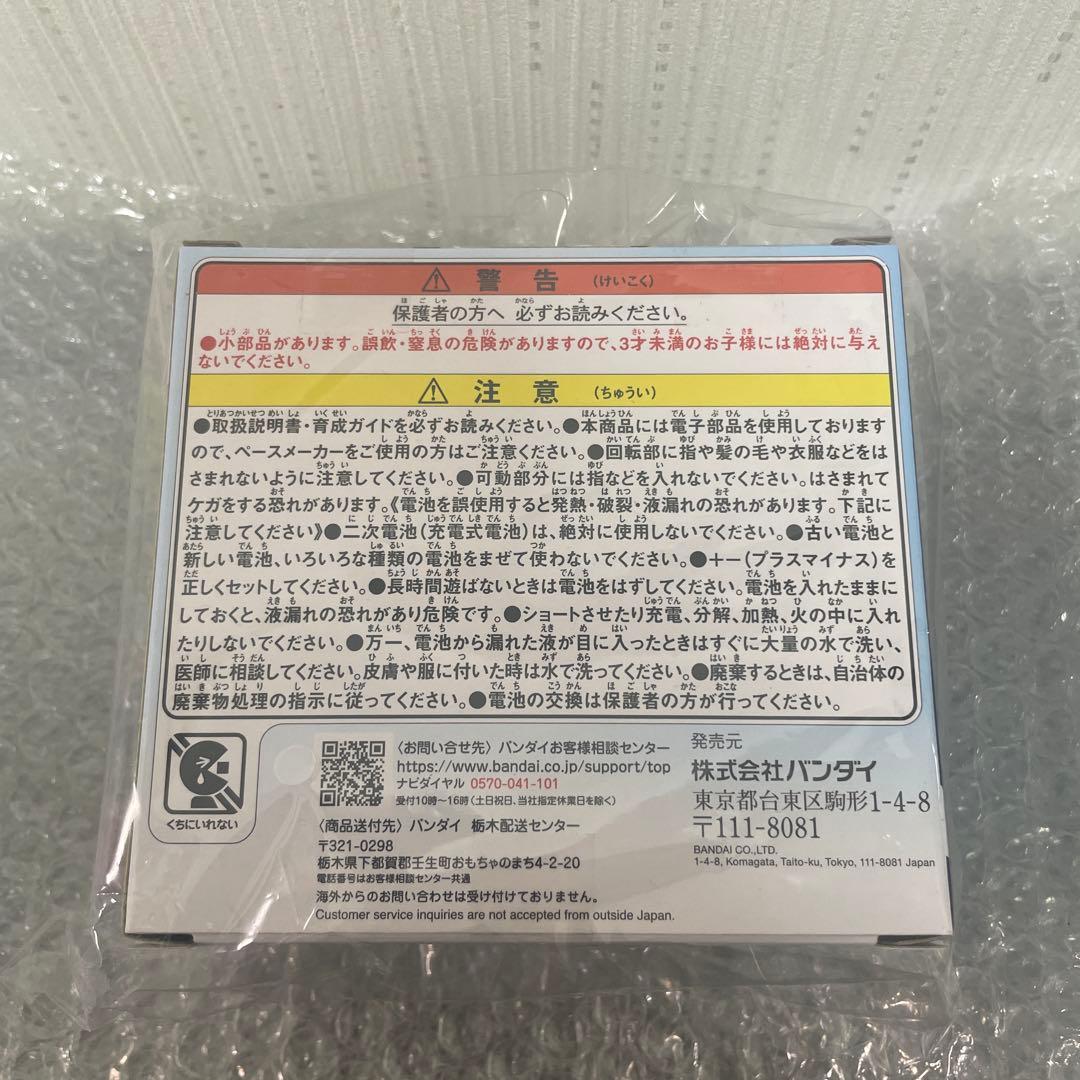 警告 (けいこく)
保護者の方へ 必ずお読みください。
●小部品があります。誤飲・窒息の危険がありますので、3才未満のお子様には絶対に与え
ないでください。
注意 (ちゅうい)
●取扱説明書・育成ガイドを必ずお読みください。●本商品には電子部品を使用しております
ので、ペースメーカーをご使用の方はご注意ください。●回転部に指や髪の毛や衣服などをは
さまれないように注意してください。●可動部分には指などを入れないでください。はさまれて
ケガをする恐れがあります。《電池を誤使用すると発熱・破裂・液漏れの恐れがあります。下記に
注意してください》●二次電池(充電式電池)は、絶対に使用しないでください。●古い電池と
新しい電池、いろいろな種類の電池をまぜて使わないでください。●+-(プラスマイナス)を
正しくセットしてください。●長時間遊ばないときは電池をはずしてください。電池を入れたままに
しておくと、液漏れの恐れがあり危険です。●ショートさせたり充電、分解、加熱、火の中に入れ
たりしないでください。●万一、電池から漏れた液が目に入ったときはすぐに大量の水で洗い、
医師に相談してください。皮膚や服に付いた時は水で洗ってください。●廃棄するときは、自治体の
廃棄物処理の指示に従ってください。●電池の交換は保護者の方が行ってください。
くちにいれない
〈お問い合せ先〉バンダイお客様相談センター
https://www.bandai.co.jp/support/top
ナビダイヤル 0570-041-101
受付10時～16時(土日祝日、当社指定休業日を除く)
〈商品送付先〉バンダイ 栃木配送センター
〒321-0298
栃木県下都賀郡壬生町おもちゃのまち4-2-20
電話番号はお客様相談センター共通
海外からのお問い合わせは受け付けておりません。
Customer service inquiries are not accepted from outside Japan.
発売元
株式会社バンダイ
東京都台東区駒形1-4-8
〒111-8081
BANDAI CO.,LTD.
1-4-8, Komagata, Taito-ku, Tokyo, 111-8081 Japan